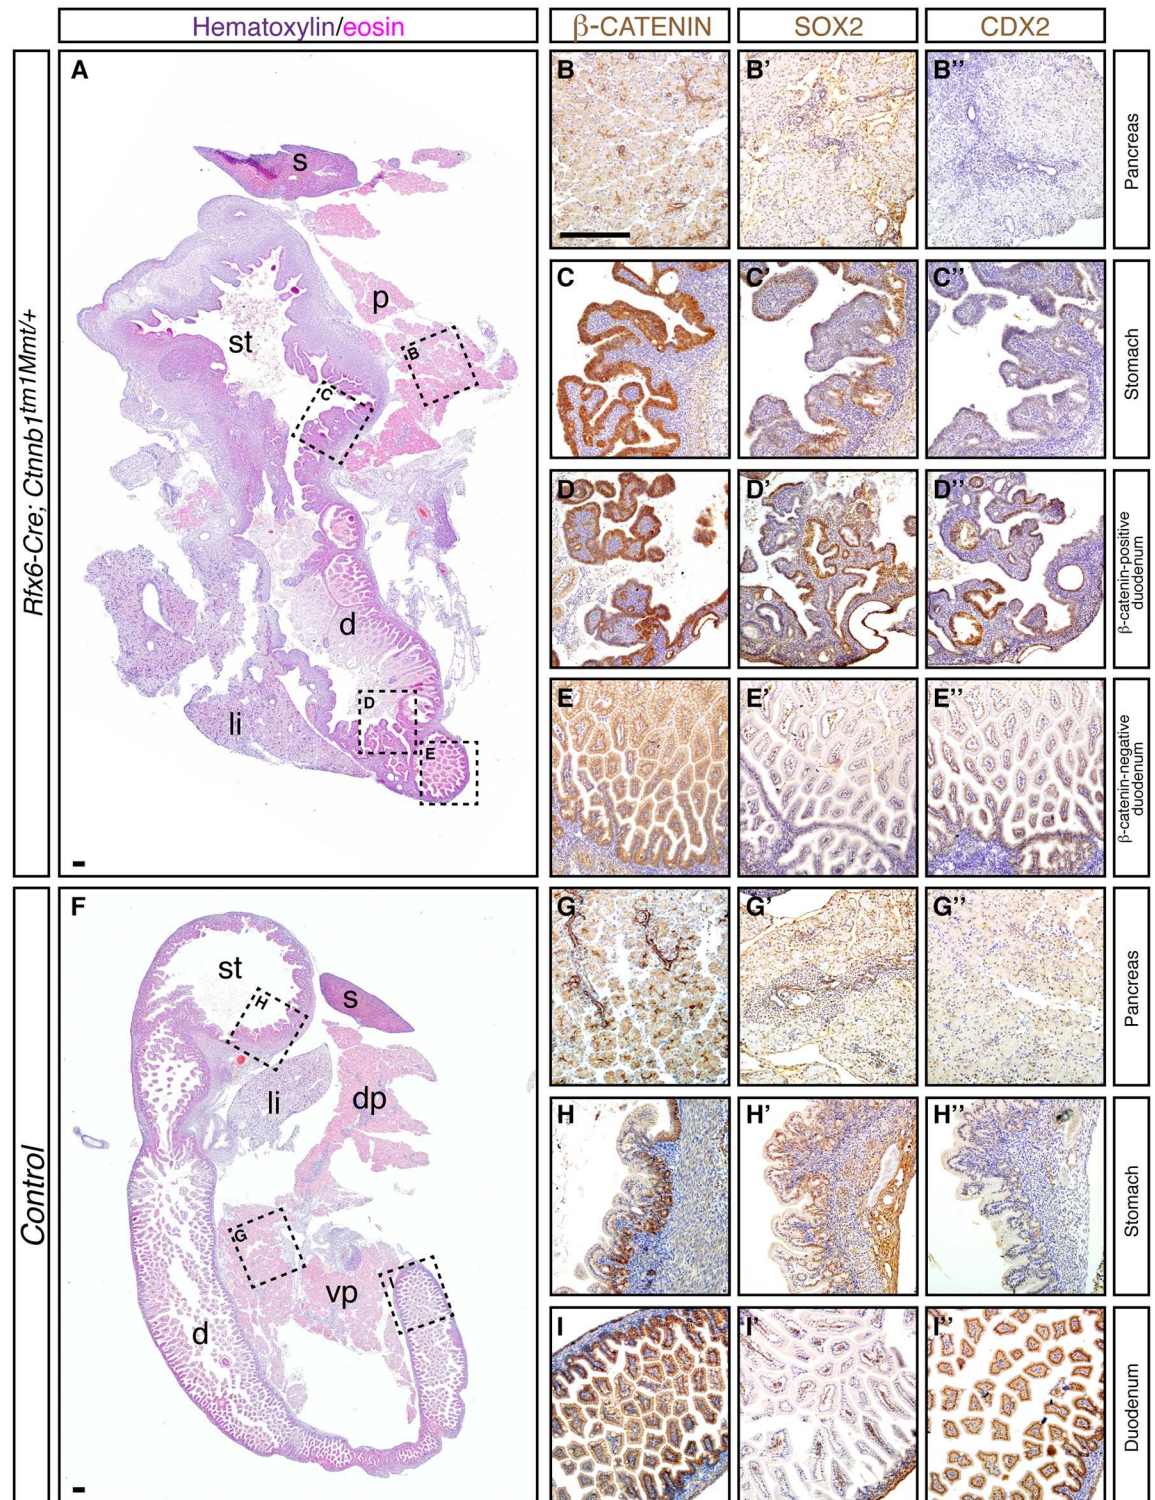 Hematoxylin/eosin
β-CATENIN
SOX2
CDX2
Rfx6-Cre; Ctnnb1tm1Mmt/+
A
s
p
st
B
C
d
D
li
E
B
B'
B''
Pancreas
C
C'
C''
Stomach
D
D'
D''
β-catenin-positive
duodenum
E
E'
E''
β-catenin-negative
duodenum
Control
F
st
H
s
li
dp
G
vp
I
d
G
G'
G''
Pancreas
H
H'
H''
Stomach
I
I'
I''
Duodenum